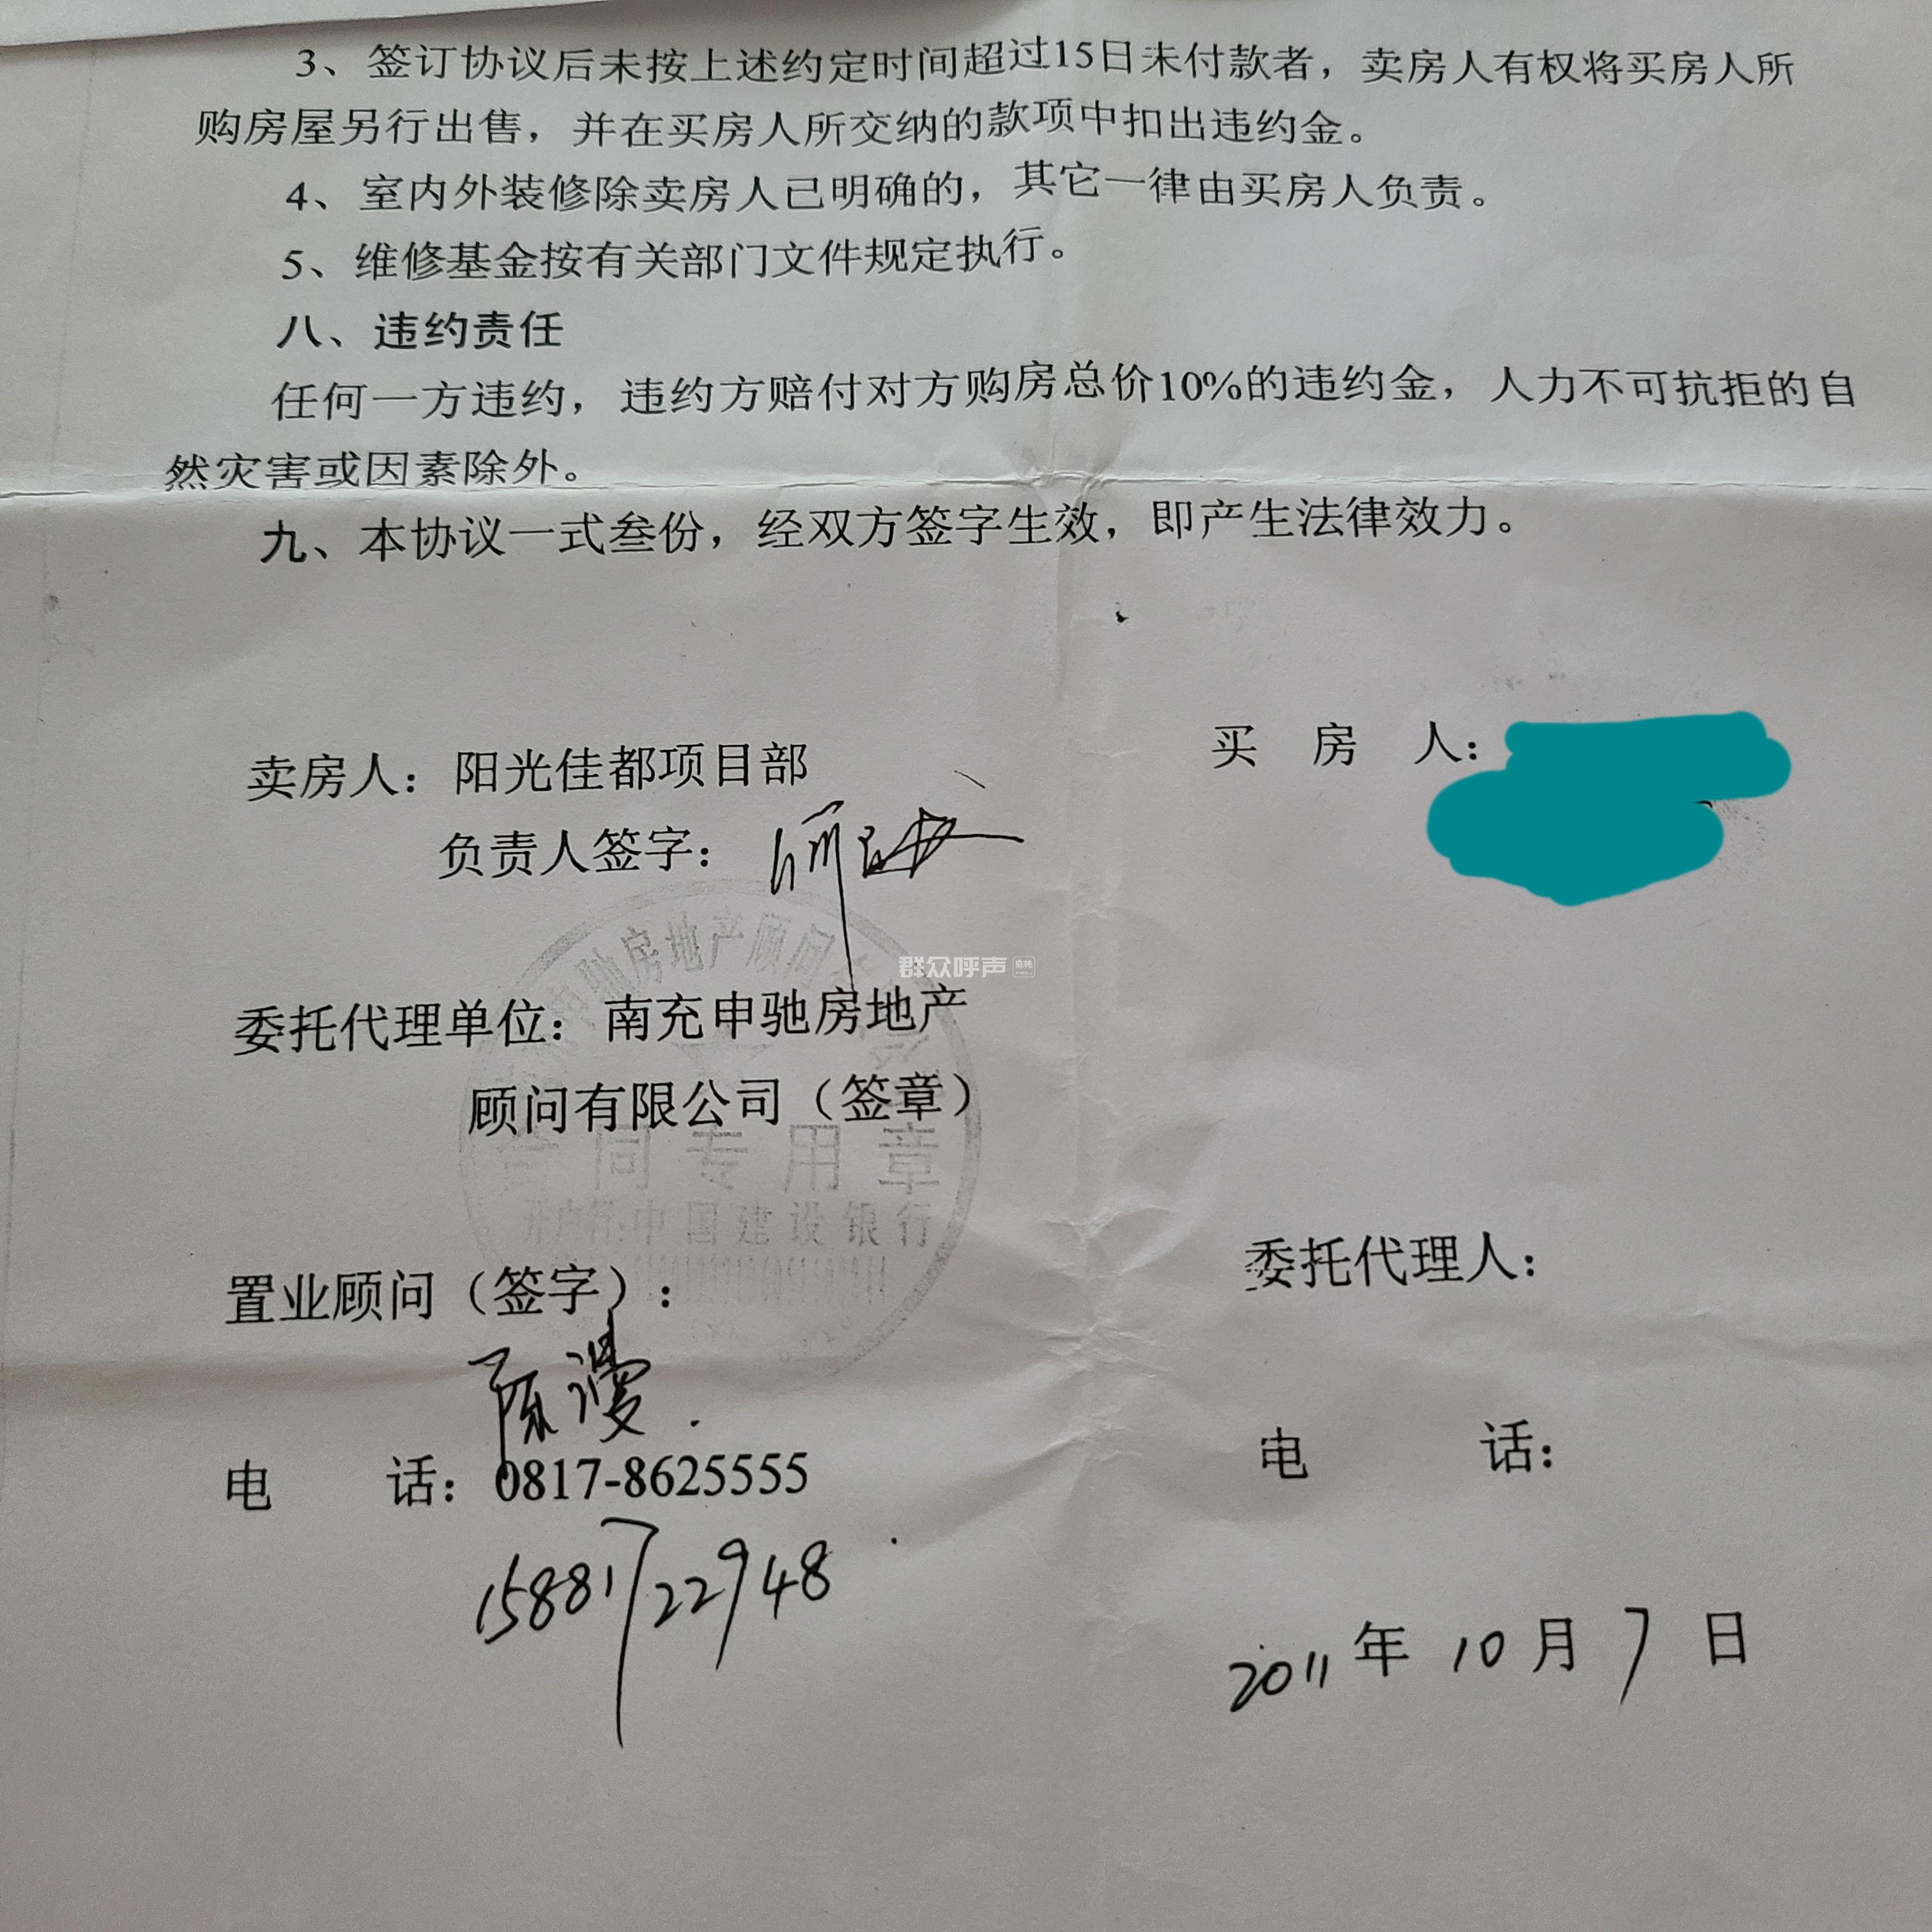 3、签订协议后未按上述约定时间超过15日未付款者，卖房人有权将买房人所
购房屋另行出售，并在买房人所交纳的款项中扣出违约金。
4、室内外装修除卖房人已明确的，其它一律由买房人负责。
5、维修基金按有关部门文件规定执行。
八、违约责任
任何一方违约，违约方赔付对方购房总价10%的违约金，人力不可抗拒的自
然灾害或因素除外。
九、本协议一式叁份，经双方签字生效，即产生法律效力。
卖房人：阳光佳都项目部
买 房 人：
负责人签字：
房地产顾问
群众呼声
委托代理单位：南充申驰房地产
顾问有限公司（签章）
合同专用章
开户行:中国建设银行
置业顾问（签字）：
委托代理人：
陈漫
电 话：0817-8625555
电 话：
15881722948
2011年10月7日